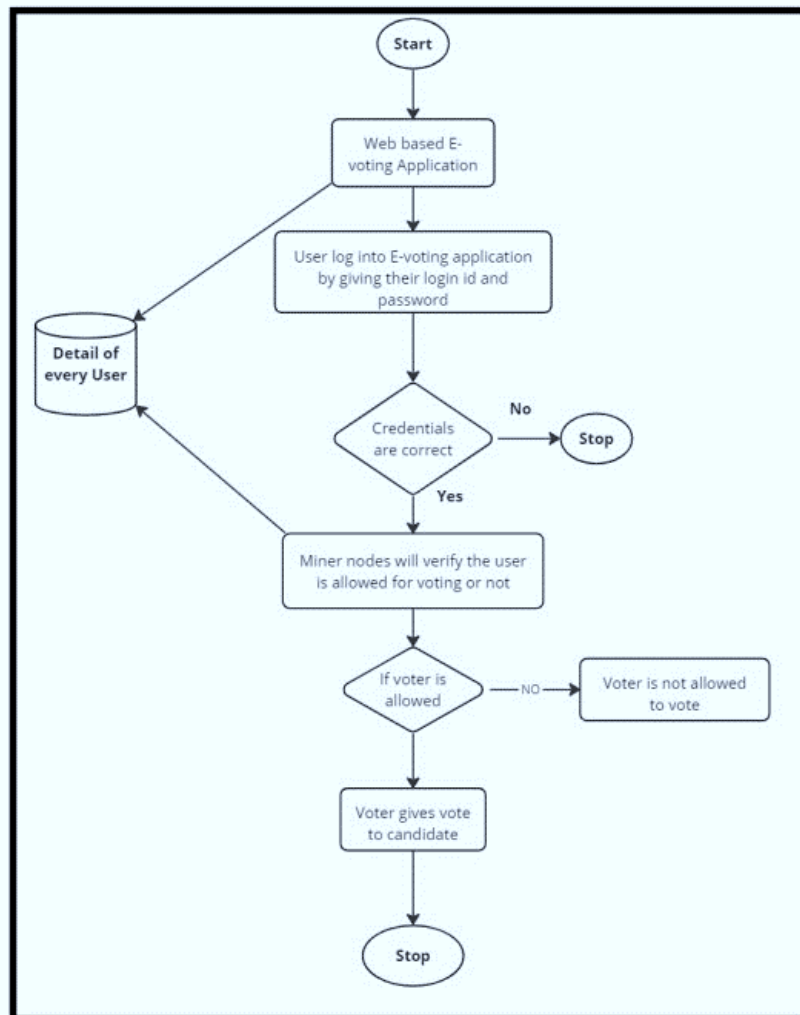 Start
Web based E-
voting Application
User log into E-voting application
by giving their login id and
password
Detail of
every User
Credentials
are correct
No
Stop
Yes
Miner nodes will verify the user
is allowed for voting or not
If voter is
allowed
NO
Voter is not allowed
to vote
Voter gives vote
to candidate
Stop